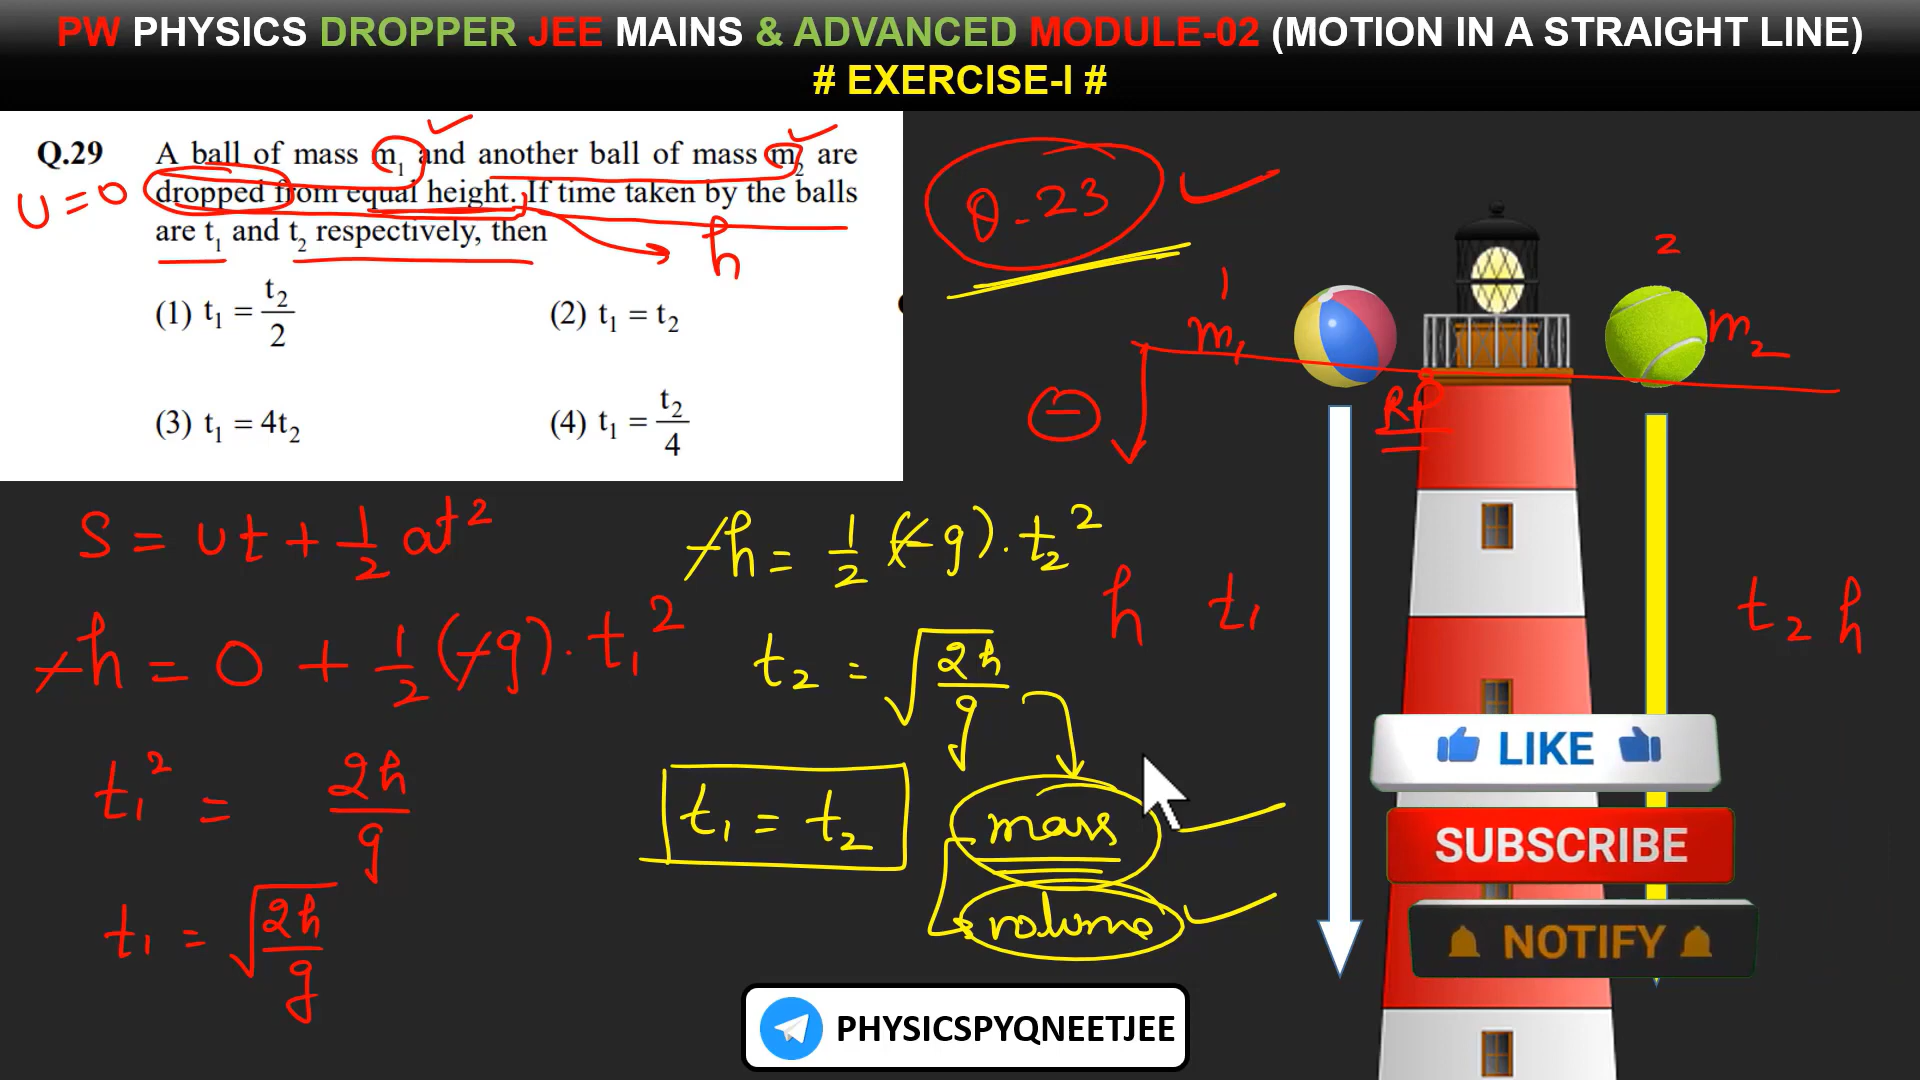 PW PHYSICS DROPPER JEE MAINS & ADVANCED MODULE-02 (MOTION IN A STRAIGHT LINE)
# EXERCISE-I #
Q.29 A ball of mass m₁ and another ball of mass m₂ are
dropped from equal height. If time taken by the balls
are t₁ and t₂ respectively, then
(1) t₁ = t₂/2
(2) t₁ = t₂
(3) t₁ = 4t₂
(4) t₁ = t₂/4
u = 0
h
Q-23
1
2
m₁
m₂
RP
−
S = ut + 1/2 at²
-h = 0 + 1/2 (-g) . t₁²
t₁² = 2h/g
t₁ = √(2h/g)
-h = 1/2 (-g) . t₂²
t₂ = √(2h/g)
t₁ = t₂
mass
volume
h t₁
t₂ h
LIKE
SUBSCRIBE
NOTIFY
PHYSICSPYQNEETJEE